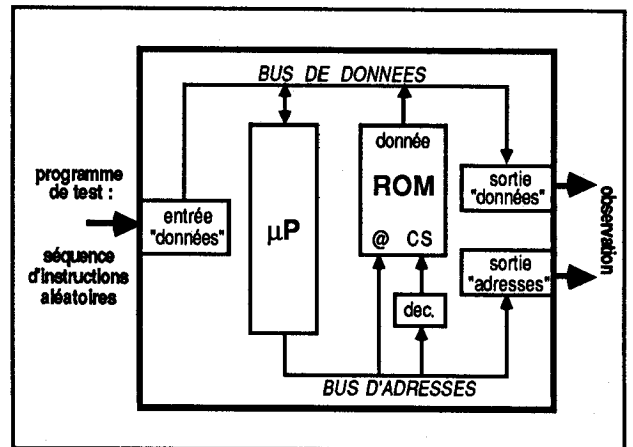 BUS DE DONNEES
programme
de test :
séquence
d'instructions
aléatoires
entrée
"données"
µP
donnée
ROM
@ CS
dec.
sortie
"données"
sortie
"adresses"
observation
BUS D'ADRESSES